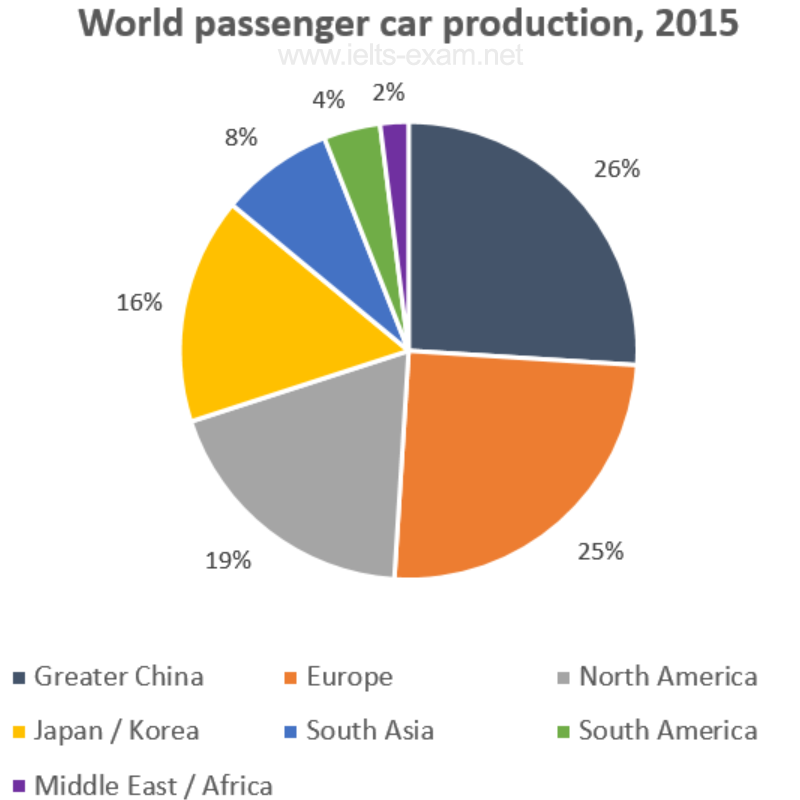 World passenger car production, 2015
www.ielts-exam.net
4% 2%
8%
26%
16%
19%
25%
Greater China Europe North America
Japan / Korea South Asia South America
Middle East / Africa